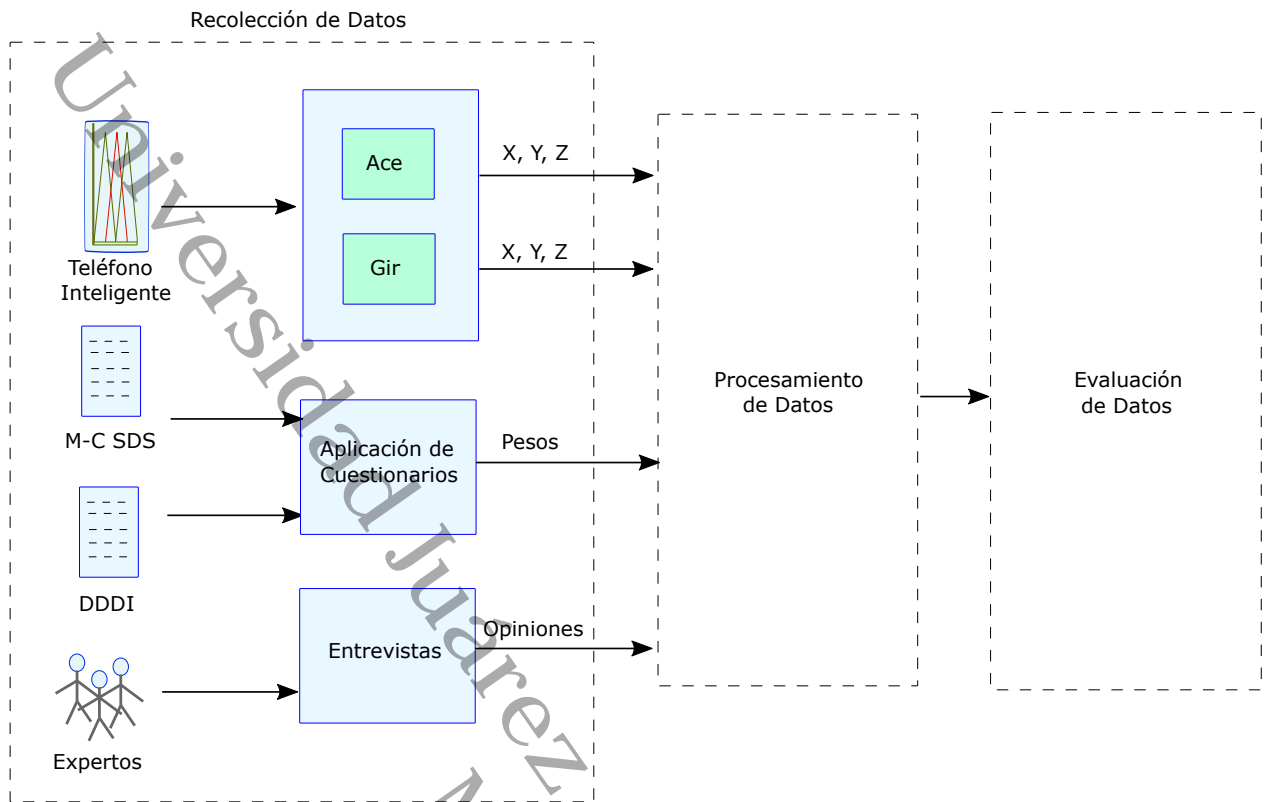 Recolección de Datos
Teléfono
Inteligente
Ace
Gir
X, Y, Z
X, Y, Z
M-C SDS
DDDI
Aplicación de
Cuestionarios
Pesos
Expertos
Entrevistas
Opiniones
Procesamiento
de Datos
Evaluación
de Datos
Universidad Juárez